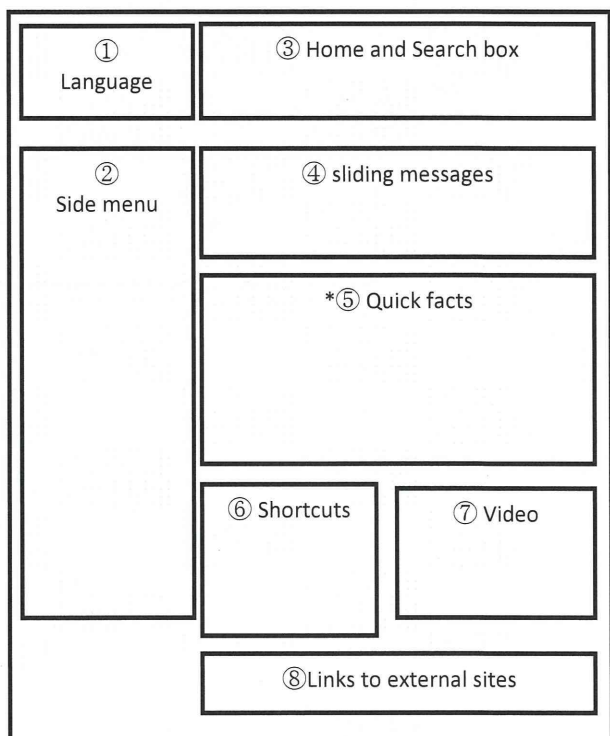 ①
Language
③ Home and Search box
②
Side menu
④ sliding messages
*⑤ Quick facts
⑥ Shortcuts
⑦ Video
⑧Links to external sites